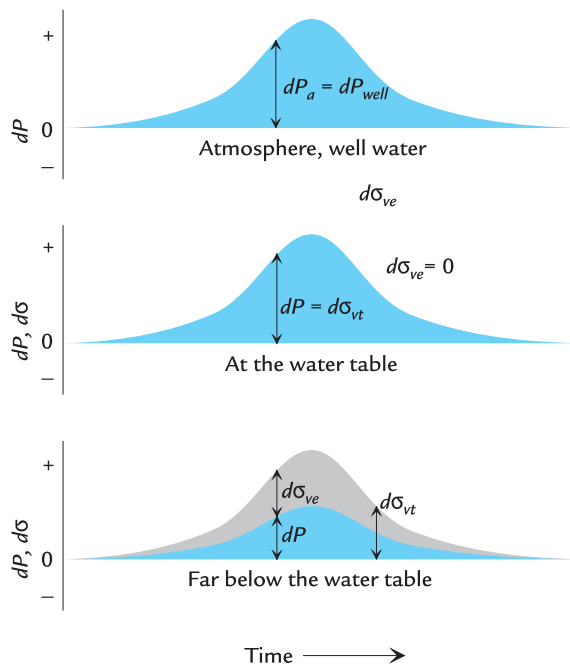 +
dP
0
−
dPₐ = dP_well
Atmosphere, well water
dσ_ve
+
dP, dσ
0
−
dσ_ve = 0
dP = dσ_vt
At the water table
+
dP, dσ
0
−
dσ_ve
dσ_vt
dP
Far below the water table
Time